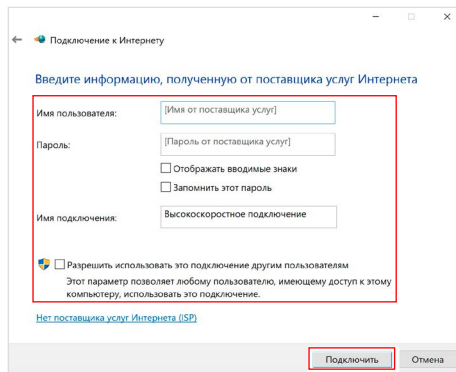 Подключение к Интернету
Введите информацию, полученную от поставщика услуг Интернета
Имя пользователя:
[Имя от поставщика услуг]
Пароль:
[Пароль от поставщика услуг]
Отображать вводимые знаки
Запомнить этот пароль
Имя подключения:
Высокоскоростное подключение
Разрешить использовать это подключение другим пользователям
Этот параметр позволяет любому пользователю, имеющему доступ к этому
компьютеру, использовать это подключение.
Нет поставщика услуг Интернета (ISP)
Подключить
Отмена